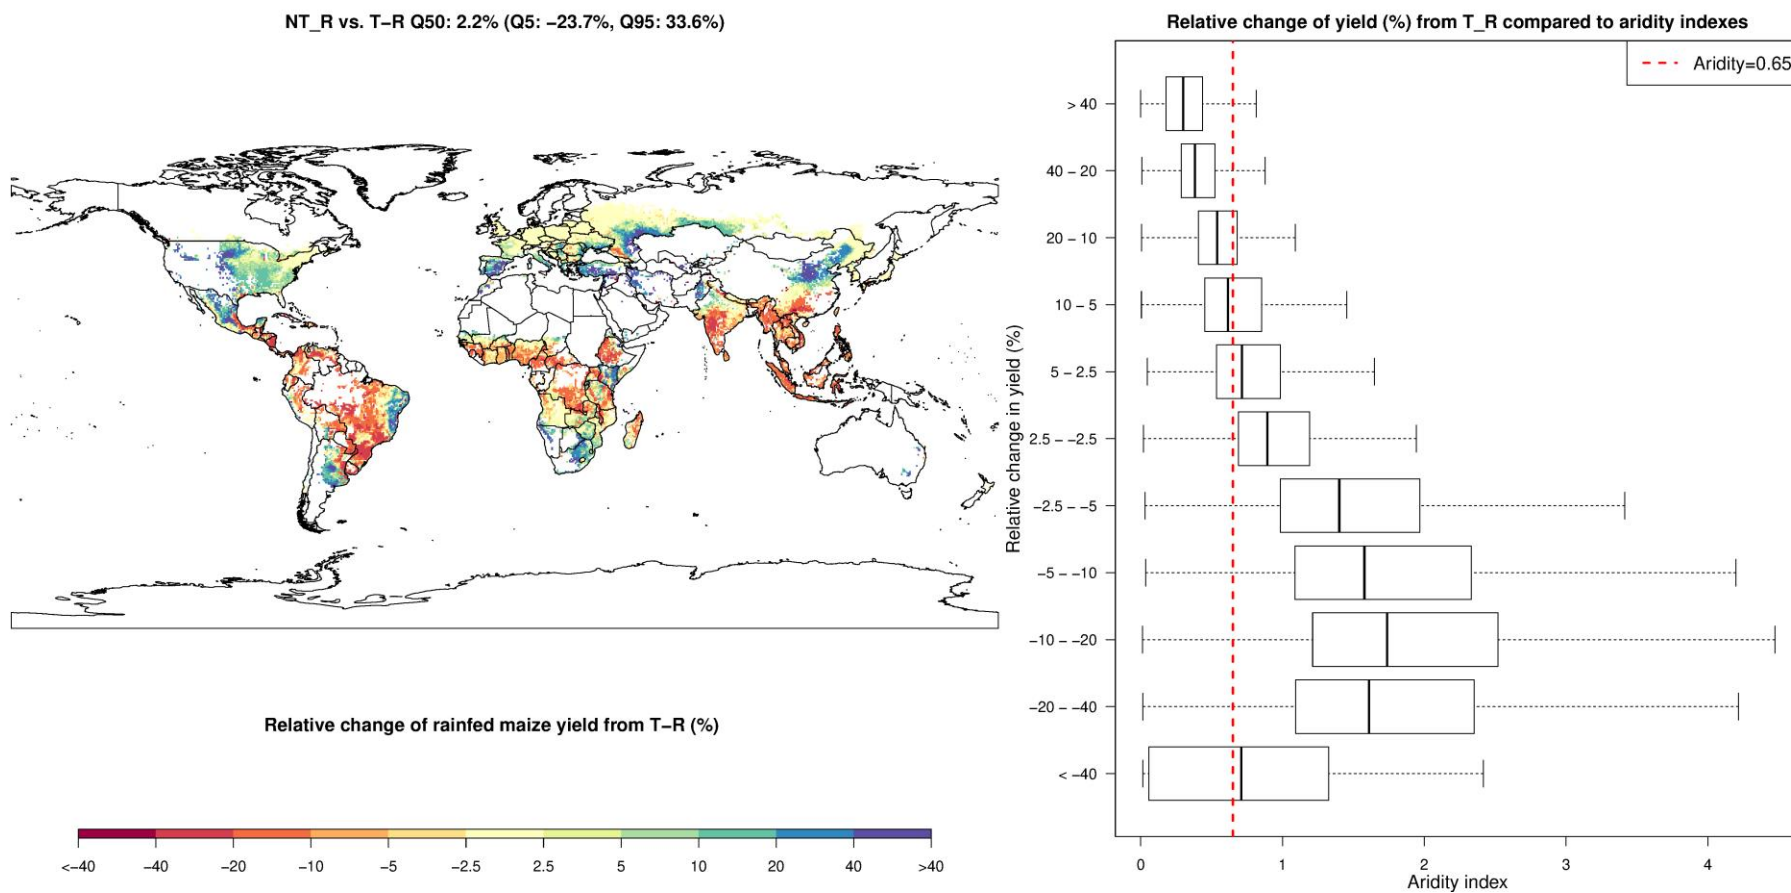 NT_R vs. T−R Q50: 2.2% (Q5: −23.7%, Q95: 33.6%)
Relative change of rainfed maize yield from T−R (%)
<−40 −40 −20 −10 −5 −2.5 2.5 5 10 20 40 >40
Relative change of yield (%) from T_R compared to aridity indexes
Aridity=0.65
Relative change in yield (%)
> 40
40 − 20
20 − 10
10 − 5
5 − 2.5
2.5 − −2.5
−2.5 − −5
−5 − −10
−10 − −20
−20 − −40
< −40
0 1 2 3 4
Aridity index